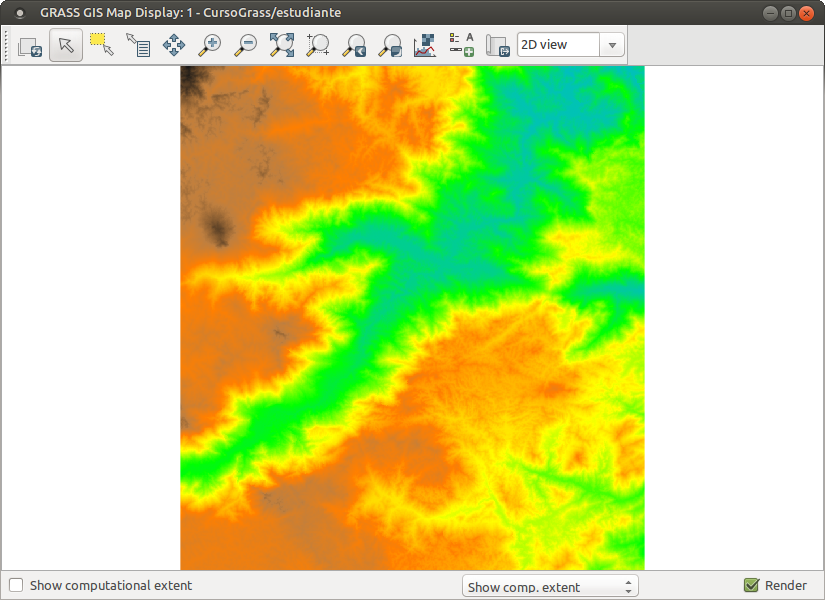 GRASS GIS Map Display: 1 - CursoGrass/estudiante
2D view
Show computational extent
Show comp. extent
Render